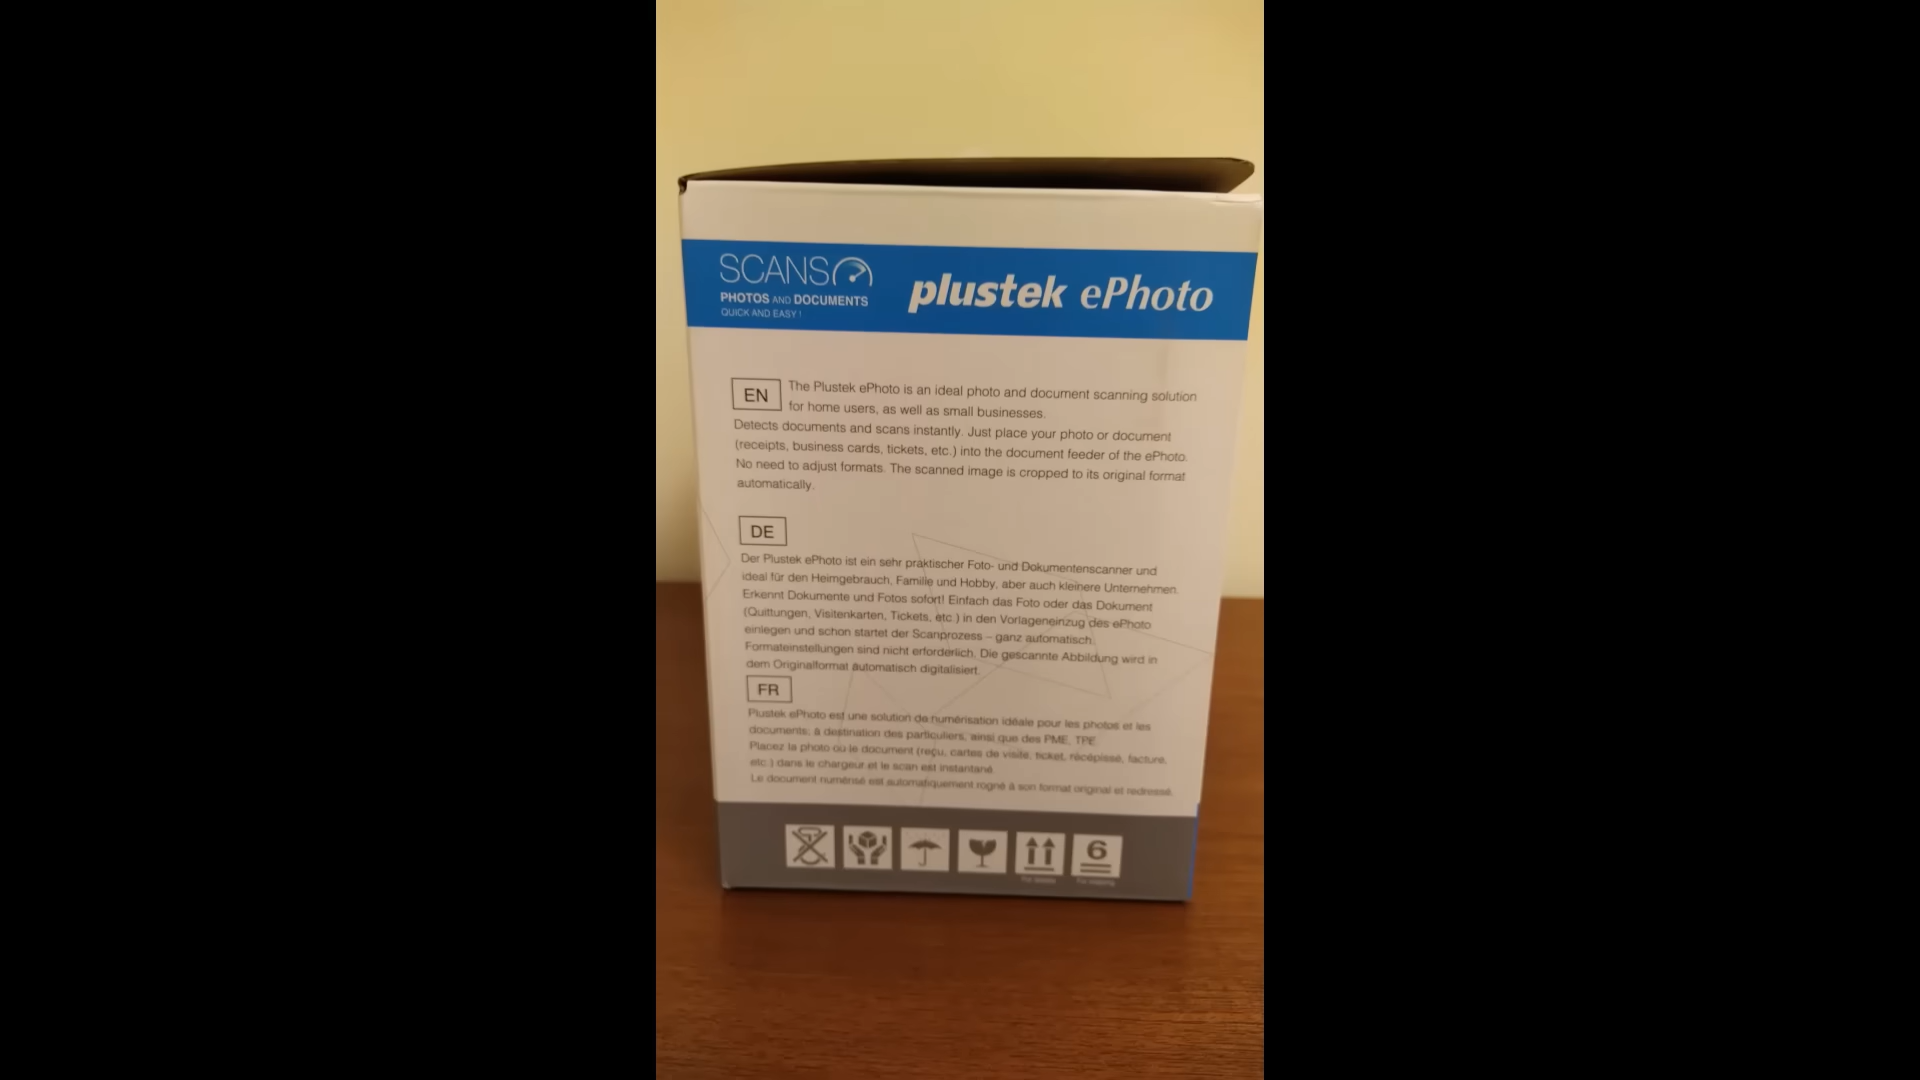 SCANS
PHOTOS AND DOCUMENTS
QUICK AND EASY !
plustek ePhoto
EN
The Plustek ePhoto is an ideal photo and document scanning solution
for home users, as well as small businesses.
Detects documents and scans instantly. Just place your photo or document
(receipts, business cards, tickets, etc.) into the document feeder of the ePhoto.
No need to adjust formats. The scanned image is cropped to its original format
automatically.
DE
Der Plustek ePhoto ist ein sehr praktischer Foto- und Dokumentenscanner und
ideal für den Heimgebrauch, Familie und Hobby, aber auch kleinere Unternehmen.
Erkennt Dokumente und Fotos sofort! Einfach das Foto oder das Dokument
(Quittungen, Visitenkarten, Tickets, etc.) in den Vorlageneinzug des ePhoto
einlegen und schon startet der Scanprozess – ganz automatisch.
Formateinstellungen sind nicht erforderlich. Die gescannte Abbildung wird in
dem Originalformat automatisch digitalisiert.
FR
Plustek ePhoto est une solution de numérisation idéale pour les photos et les
documents, à destination des particuliers, ainsi que des PME, TPE.
Placez la photo ou le document (reçu, cartes de visite, ticket, récépissé, facture,
etc.) dans le chargeur et le scan est instantané.
Le document numérisé est automatiquement rogné à son format original et redressé.
6